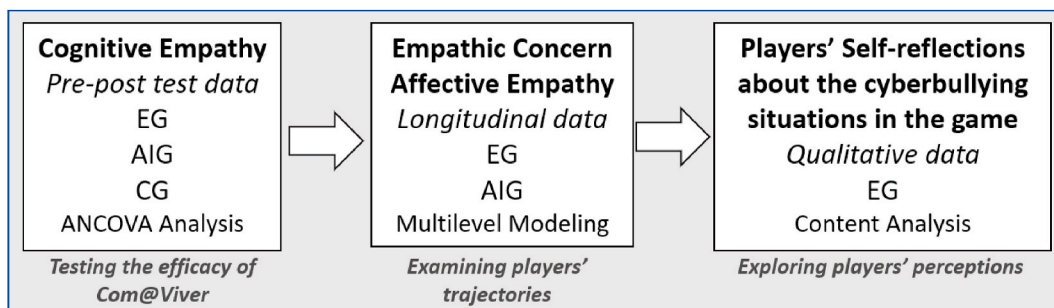 Cognitive Empathy
Pre-post test data
EG
AIG
CG
ANCOVA Analysis
Testing the efficacy of
Com@Viver
Empathic Concern
Affective Empathy
Longitudinal data
EG
AIG
Multilevel Modeling
Examining players’
trajectories
Players’ Self-reflections
about the cyberbullying
situations in the game
Qualitative data
EG
Content Analysis
Exploring players’ perceptions